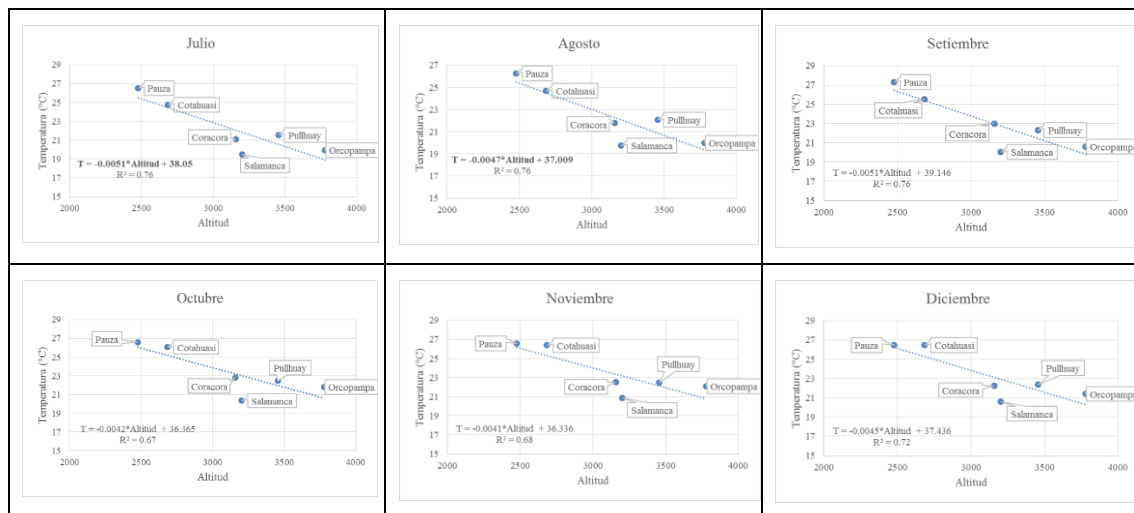 Julio
29
27
25
23
21
19
17
15
Temperatura (°C)
Pauza
Cotahuasi
Coracora
Pullhuay
Salamanca
Orcopampa
T = -0.0051*Altitud + 38.05
R² = 0.76
2000 2500 3000 3500 4000
Altitud
Agosto
27
25
23
21
19
17
15
Temperatura (°C)
Pauza
Cotahuasi
Coracora
Pullhuay
Salamanca
Orcopampa
T = -0.0047*Altitud + 37.009
R² = 0.76
2000 2500 3000 3500 4000
Altitud
Setiembre
29
27
25
23
21
19
17
15
Temperatura (°C)
Pauza
Cotahuasi
Coracora
Pullhuay
Salamanca
Orcopampa
T = -0.0051*Altitud + 39.146
R² = 0.76
2000 2500 3000 3500 4000
Altitud
Octubre
29
27
25
23
21
19
17
15
Temperatura (°C)
Pauza
Cotahuasi
Pullhuay
Coracora
Orcopampa
Salamanca
T = -0.0042*Altitud + 36.365
R² = 0.67
2000 2500 3000 3500 4000
Altitud
Noviembre
29
27
25
23
21
19
17
15
Temperatura (°C)
Pauza
Cotahuasi
Pullhuay
Coracora
Orcopampa
Salamanca
T = -0.0041*Altitud + 36.336
R² = 0.68
2000 2500 3000 3500 4000
Altitud
Diciembre
29
27
25
23
21
19
17
15
Temperatura (°C)
Pauza
Cotahuasi
Pullhuay
Coracora
Orcopampa
Salamanca
T = -0.0045*Altitud + 37.436
R² = 0.72
2000 2500 3000 3500 4000
Altitud